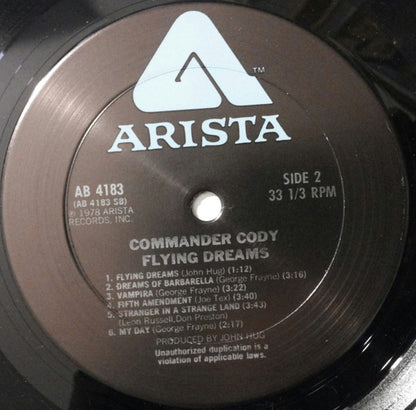 TM
ARISTA
AB 4183
(AB 4183 SB)
℗ 1978 ARISTA
RECORDS, INC.
SIDE 2
33 1/3 RPM
COMMANDER CODY
FLYING DREAMS
1. FLYING DREAMS (John Hug) (1:12)
2. DREAMS OF BARBARELLA (George Frayne) (3:16)
3. VAMPIRA (George Frayne) (3:22)
4. FIFTH AMENDMENT (Joe Tex) (3:40)
5. STRANGER IN A STRANGE LAND (3:43)
(Leon Russell,Don Preston)
6. MY DAY (George Frayne) (2:17)
PRODUCED BY JOHN HUG
Unauthorized duplication is a
violation of applicable laws.